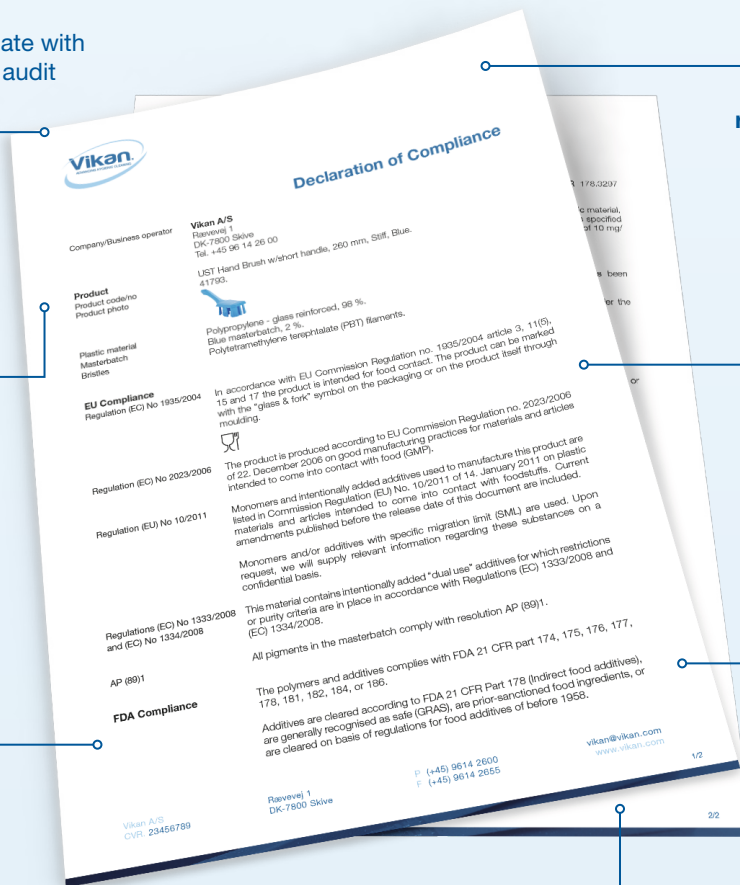 ate with
audit
r
Vikan
Declaration of Compliance
Company/Business operator
Vikan A/S
Rævevej 1
DK-7800 Skive
Tel. +45 96 14 26 00
Product
Product code/no
Product photo
UST Hand Brush w/short handle, 260 mm, Stiff, Blue.
41793.
Plastic material
Masterbatch
Bristles
Polypropylene - glass reinforced, 98 %.
Blue masterbatch, 2 %.
Polytetramethylene terephtalate (PBT) filaments.
EU Compliance
Regulation (EC) No 1935/2004
In accordance with EU Commission Regulation no. 1935/2004 article 3, 11(5),
15 and 17 the product is intended for food contact. The product can be marked
with the "glass & fork" symbol on the packaging or on the product itself through
moulding.
Regulation (EC) No 2023/2006
The product is produced according to EU Commission Regulation no. 2023/2006
of 22. December 2006 on good manufacturing practices for materials and articles
intended to come into contact with food (GMP).
Regulation (EU) No 10/2011
Monomers and intentionally added additives used to manufacture this product are
listed in Commission Regulation (EU) No. 10/2011 of 14. January 2011 on plastic
materials and articles intended to come into contact with foodstuffs. Current
amendments published before the release date of this document are included.
Monomers and/or additives with specific migration limit (SML) are used. Upon
request, we will supply relevant information regarding these substances on a
confidential basis.
Regulations (EC) No 1333/2008
and (EC) No 1334/2008
This material contains intentionally added "dual use" additives for which restrictions
or purity criteria are in place in accordance with Regulations (EC) 1333/2008 and
(EC) 1334/2008.
AP (89)1
All pigments in the masterbatch comply with resolution AP (89)1.
FDA Compliance
The polymers and additives complies with FDA 21 CFR part 174, 175, 176, 177,
178, 181, 182, 184, or 186.
Additives are cleared according to FDA 21 CFR Part 178 (Indirect food additives),
are generally recognised as safe (GRAS), are prior-sanctioned food ingredients, or
are cleared on basis of regulations for food additives of before 1958.
Vikan A/S
CVR. 23456789
Rævevej 1
DK-7800 Skive
P (+45) 9614 2600
F (+45) 9614 2655
vikan@vikan.com
www.vikan.com
1/2
178.3297
c material,
specified
of 10 mg/
been
or the
or
2/2